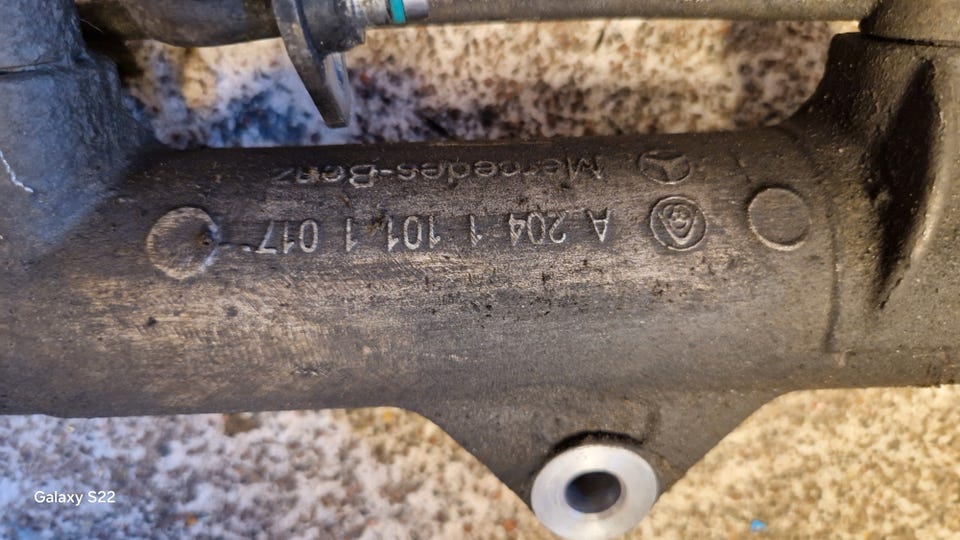 A 204 1 101 1 017
Mercedes-Benz
Galaxy S22